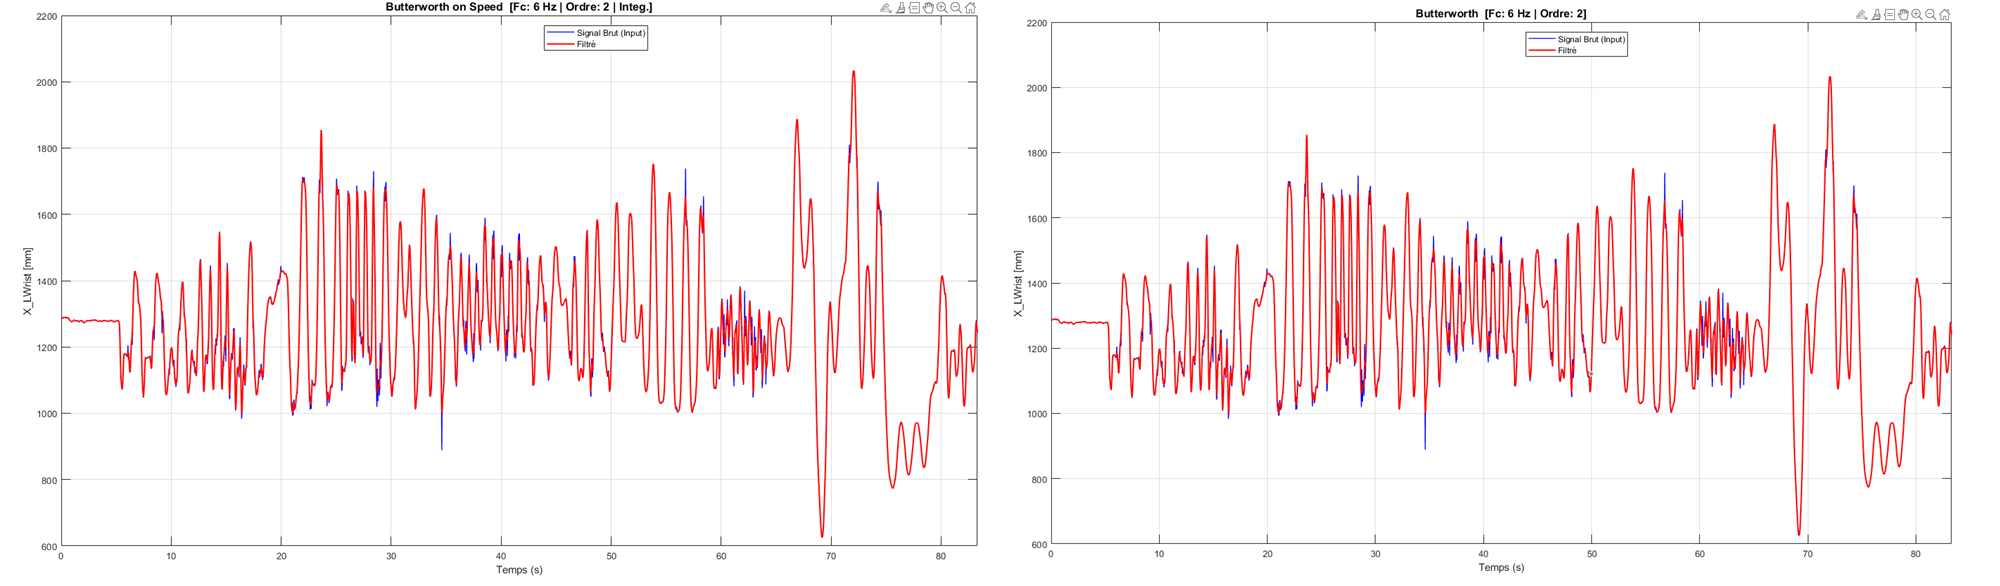 Butterworth on Speed [Fc: 6 Hz | Ordre: 2 | Integ.]
Signal Brut (Input)
Filtré
2200
2000
1800
1600
1400
1200
1000
800
600
X_LWrist [mm]
0 10 20 30 40 50 60 70 80
Temps (s)
Butterworth [Fc: 6 Hz | Ordre: 2]
Signal Brut (Input)
Filtré
2200
2000
1800
1600
1400
1200
1000
800
600
X_LWrist [mm]
0 10 20 30 40 50 60 70 80
Temps (s)